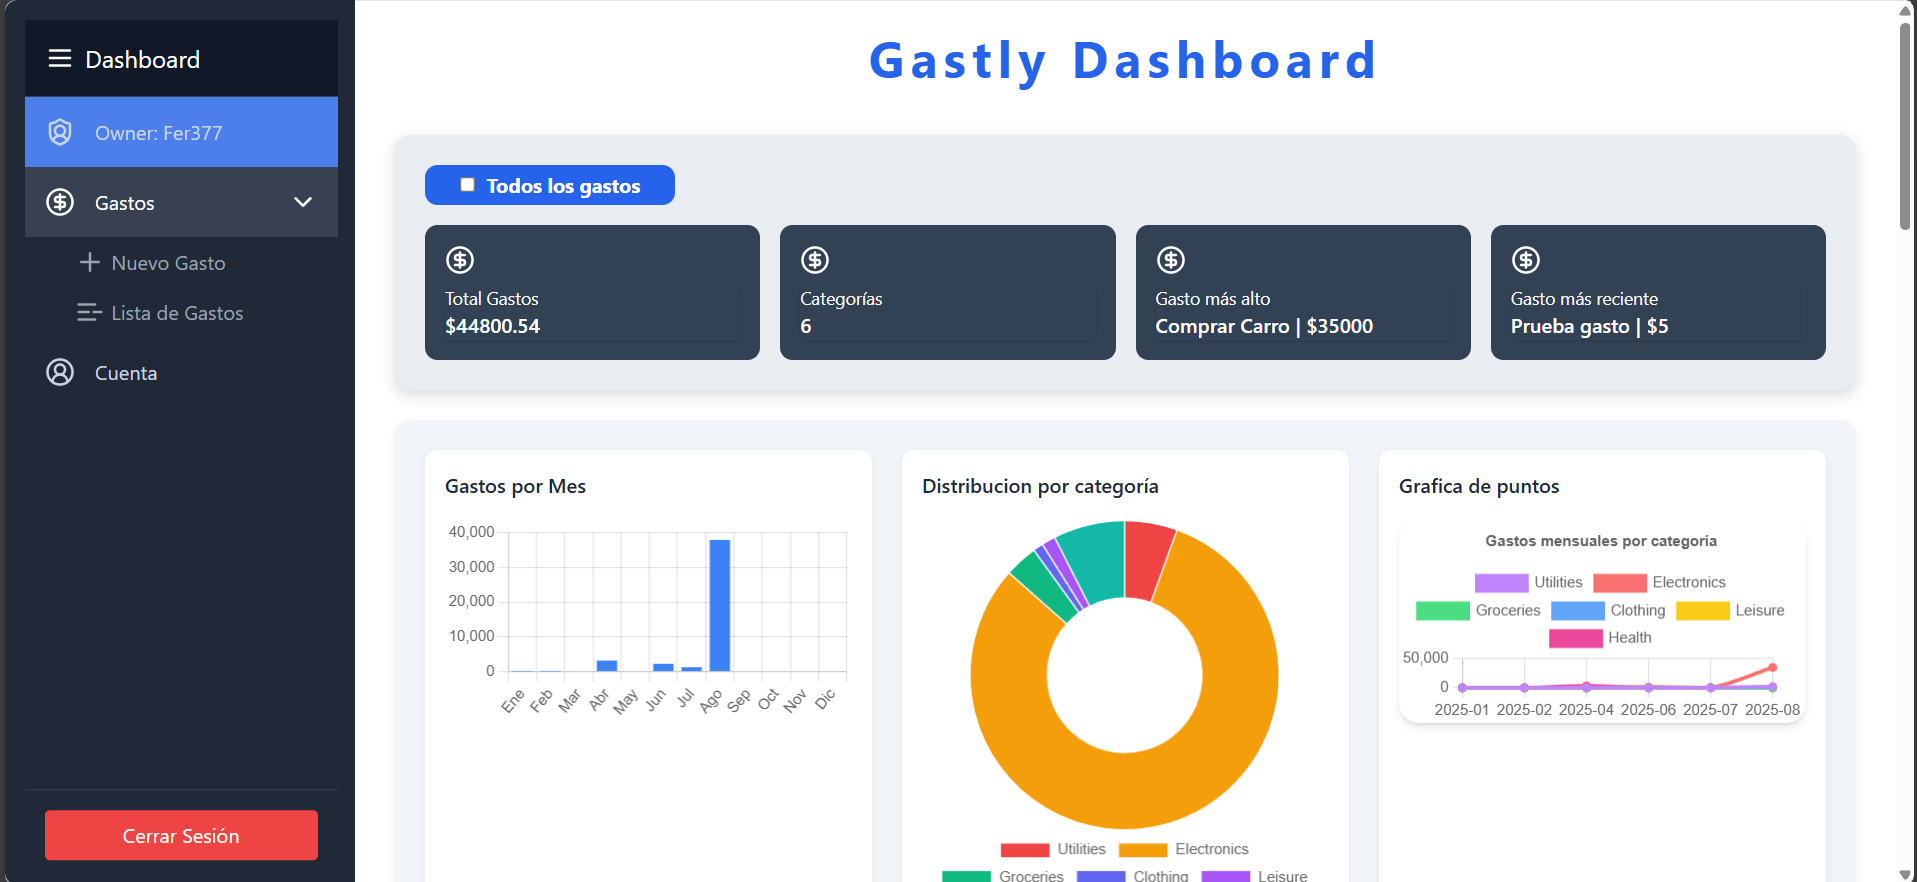 Dashboard
Owner: Fer377
Gastos
Nuevo Gasto
Lista de Gastos
Cuenta
Cerrar Sesión
Gastly Dashboard
Todos los gastos
Total Gastos
$44800.54
Categorías
6
Gasto más alto
Comprar Carro | $35000
Gasto más reciente
Prueba gasto | $5
Gastos por Mes
40,000
30,000
20,000
10,000
0
Ene Feb Mar Abr May Jun Jul Ago Sep Oct Nov Dic
Distribucion por categoría
Utilities Electronics
Groceries Clothing Leisure
Grafica de puntos
Gastos mensuales por categoría
Utilities Electronics
Groceries Clothing Leisure
Health
50,000
0
2025-01 2025-02 2025-04 2025-06 2025-07 2025-08